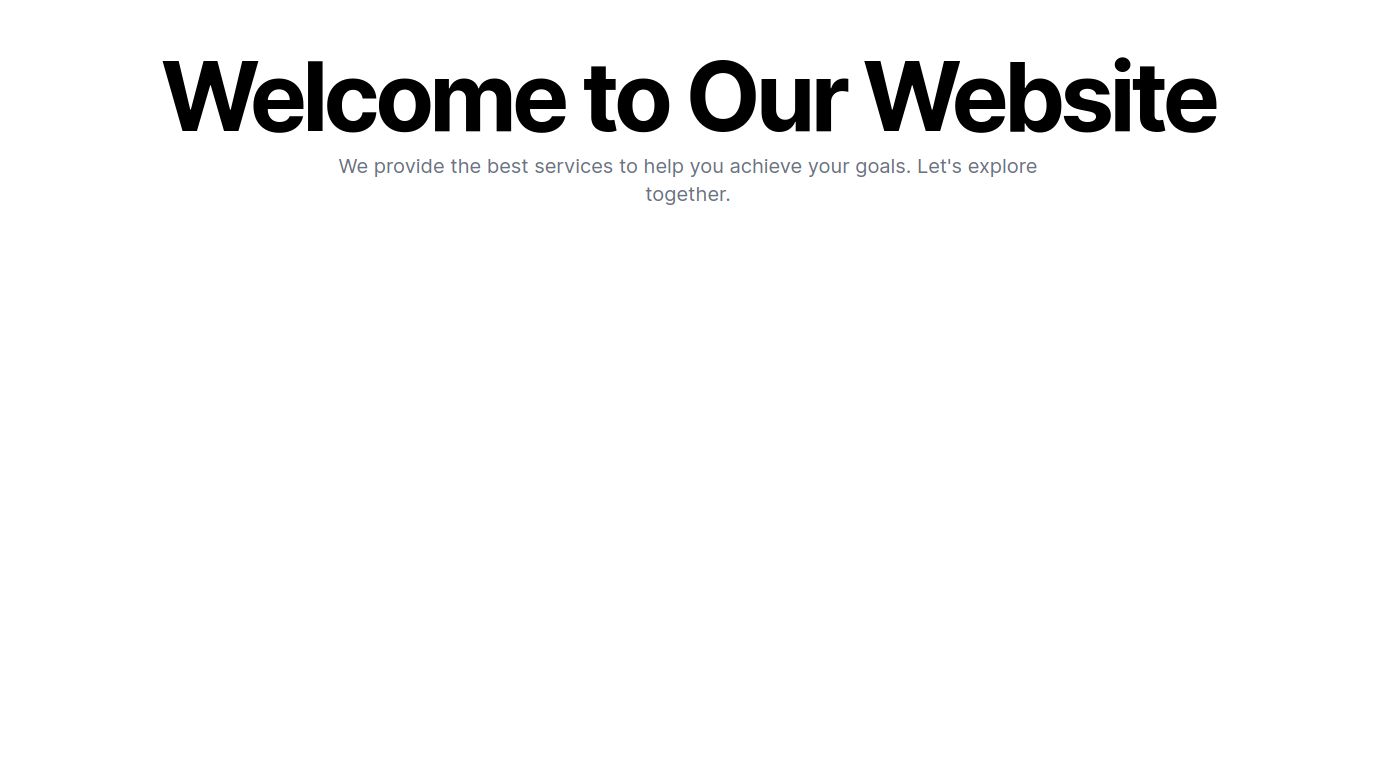 Welcome to Our Website
We provide the best services to help you achieve your goals. Let's explore
together.